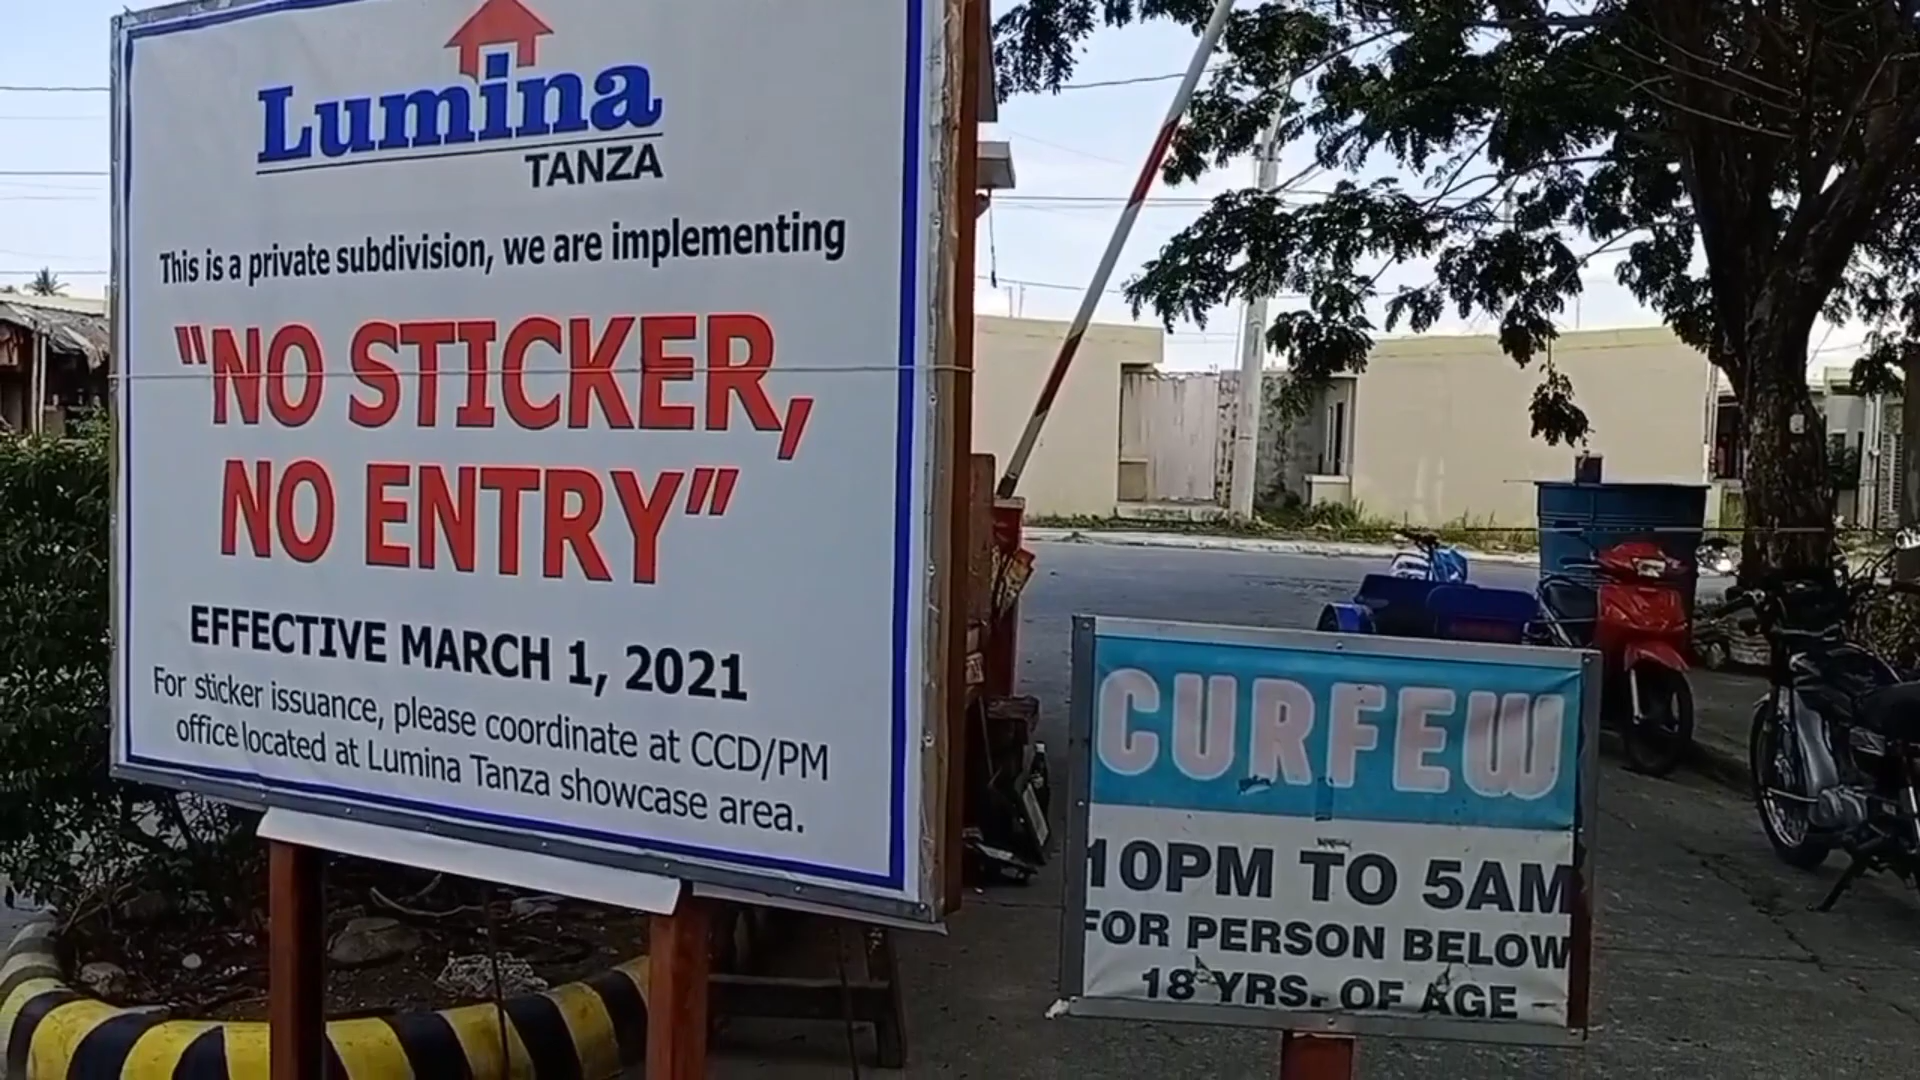 Lumina
TANZA
This is a private subdivision, we are implementing
"NO STICKER,
NO ENTRY"
EFFECTIVE MARCH 1, 2021
For sticker issuance, please coordinate at CCD/PM
office located at Lumina Tanza showcase area.
CURFEW
10PM TO 5AM
FOR PERSON BELOW
18 YRS. OF AGE